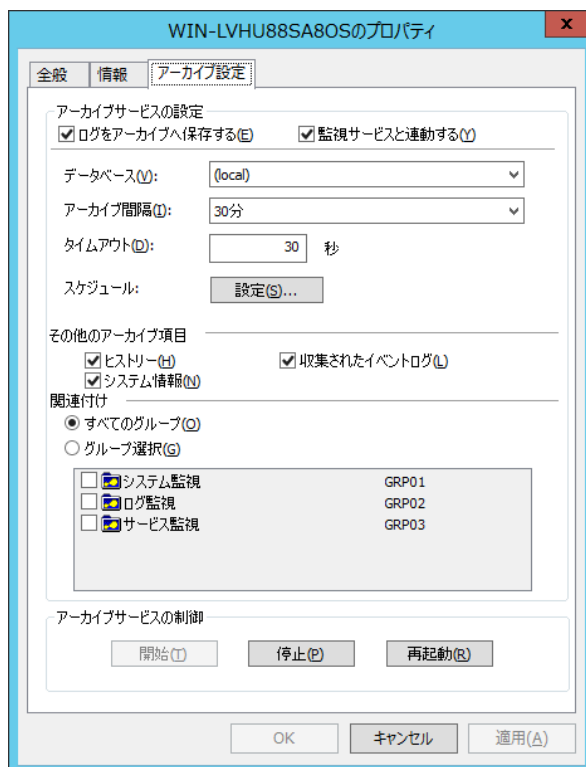 WIN-LVHU88SA8OSのプロパティ
x
全般 情報 アーカイブ設定
アーカイブサービスの設定
ログをアーカイブへ保存する(E) 監視サービスと連動する(Y)
データベース(V): (local)
アーカイブ間隔(I): 30分
タイムアウト(D): 30 秒
スケジュール: 設定(S)...
その他のアーカイブ項目
ヒストリー(H) 収集されたイベントログ(L)
システム情報(N)
関連付け
すべてのグループ(O)
グループ選択(G)
システム監視 GRP01
ログ監視 GRP02
サービス監視 GRP03
アーカイブサービスの制御
開始(T) 停止(P) 再起動(R)
OK キャンセル 適用(A)